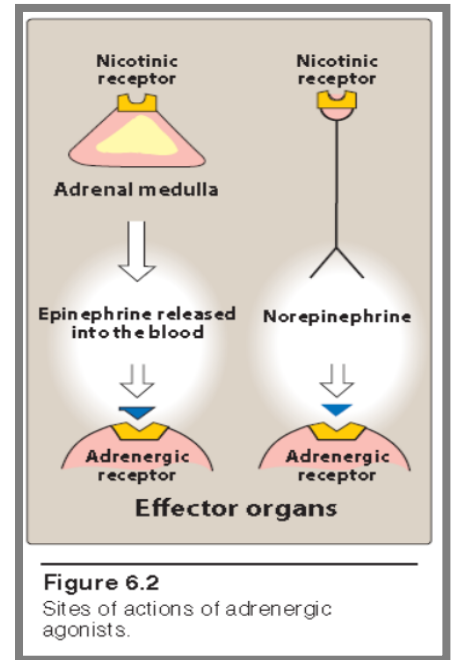 Nicotinic
receptor
Adrenal medulla
Epinephrine released
into the blood
Adrenergic
receptor
Nicotinic
receptor
Norepinephrine
Adrenergic
receptor
Effector organs
Figure 6.2
Sites of actions of adrenergic
agonists.